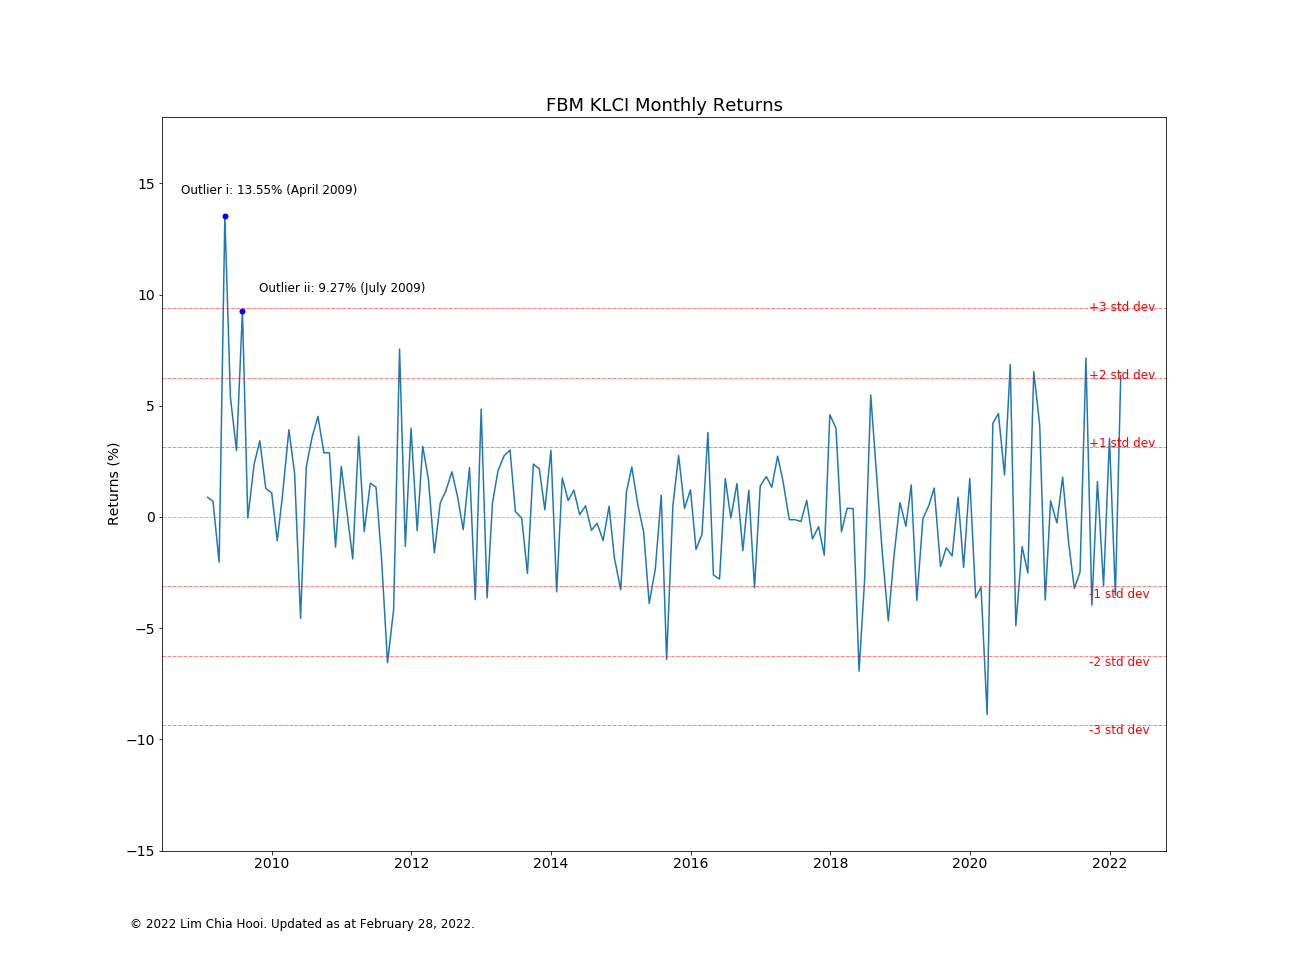 FBM KLCI Monthly Returns
Outlier i: 13.55% (April 2009)
Outlier ii: 9.27% (July 2009)
+3 std dev
+2 std dev
+1 std dev
-1 std dev
-2 std dev
-3 std dev
Returns (%)
15
10
5
0
−5
−10
−15
2010 2012 2014 2016 2018 2020 2022
© 2022 Lim Chia Hooi. Updated as at February 28, 2022.